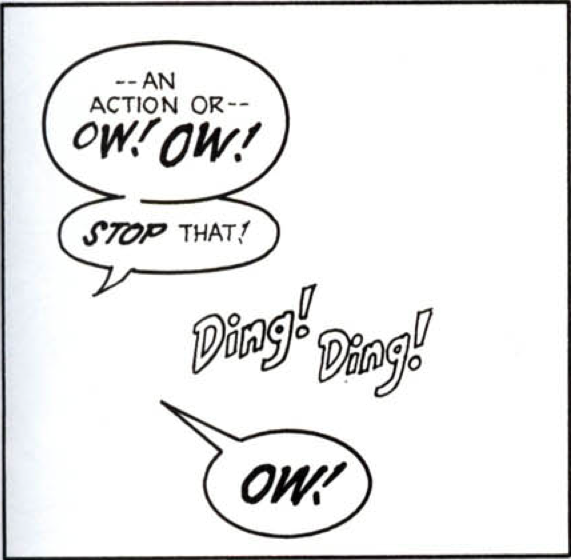 --AN
ACTION OR--
OW! OW!
STOP THAT!
Ding! Ding!
OW!